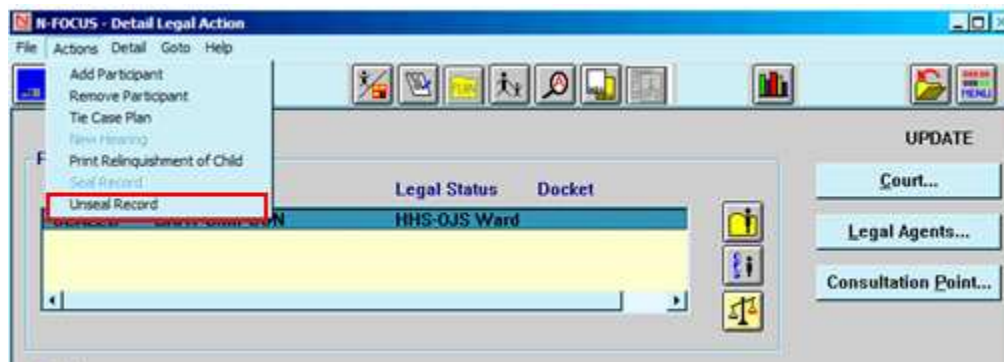 N-FOCUS - Detail Legal Action
File Actions Detail Goto Help
Add Participant
Remove Participant
Tie Case Plan
New Hearing
Print Relinquishment of Child
Seal Record
Unseal Record
MENU
UPDATE
Legal Status Docket
HHS-OJS Ward
Court...
Legal Agents...
Consultation Point...